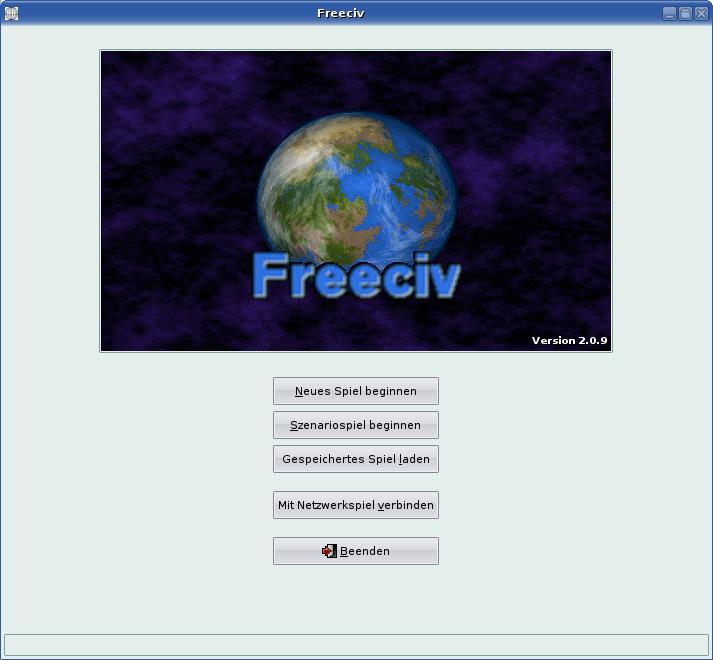 Freeciv
Freeciv
Version 2.0.9
Neues Spiel beginnen
Szenariospiel beginnen
Gespeichertes Spiel laden
Mit Netzwerkspiel verbinden
Beenden